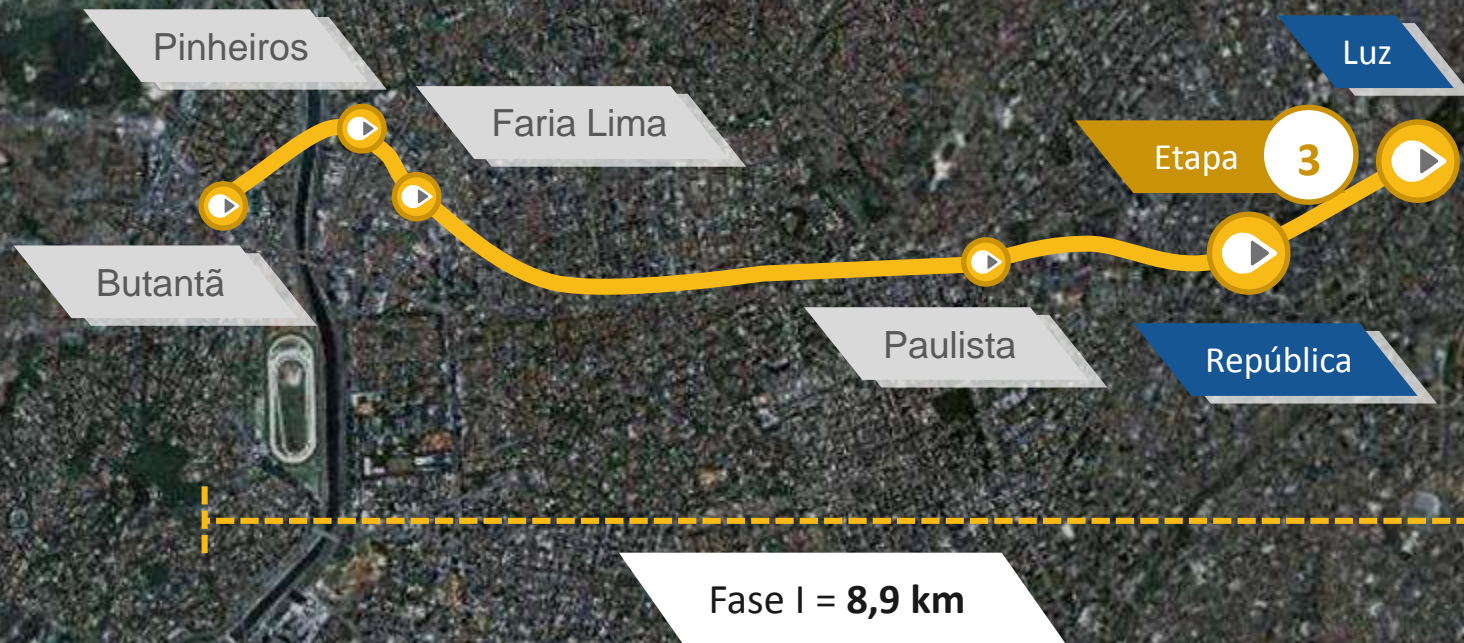 Pinheiros
Luz
Faria Lima
Etapa 3
Butantã
Paulista
República
Fase I = 8,9 km